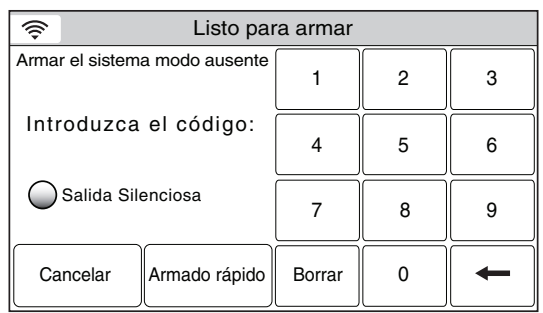 Listo para armar
Armar el sistema modo ausente
1 2 3
Introduzca el código:
4 5 6
Salida Silenciosa
7 8 9
Cancelar Armado rápido Borrar 0